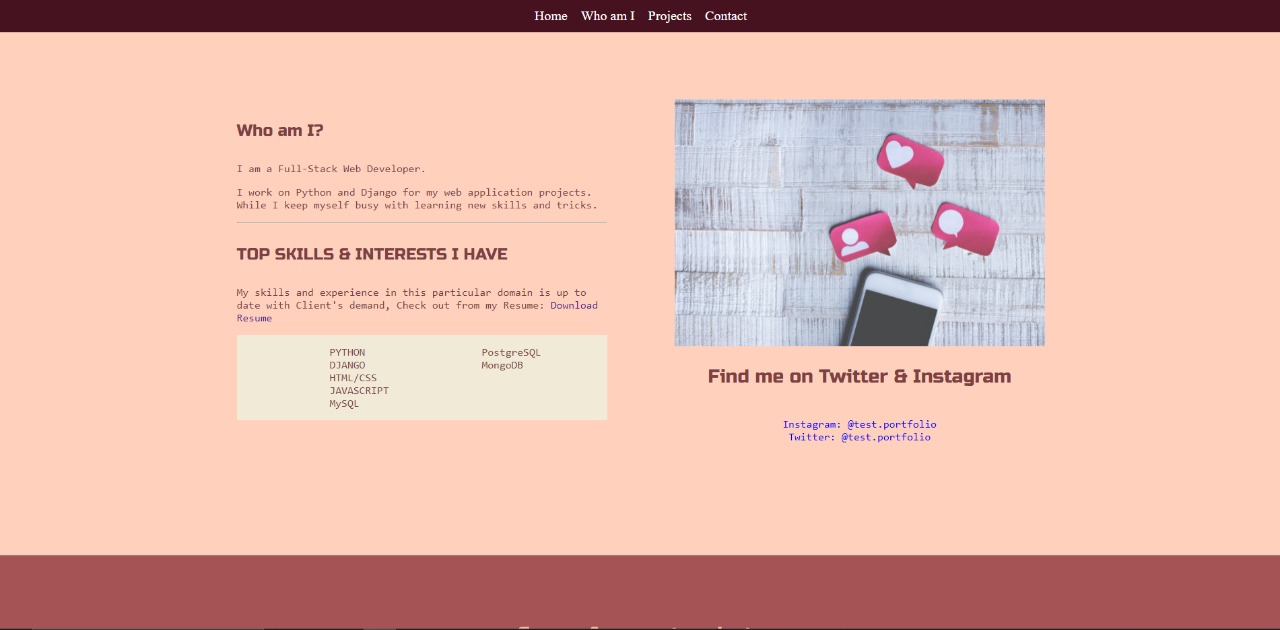 Home Who am I Projects Contact
Who am I?
I am a Full-Stack Web Developer.
I work on Python and Django for my web application projects.
While I keep myself busy with learning new skills and tricks.
TOP SKILLS & INTERESTS I HAVE
My skills and experience in this particular domain is up to
date with Client's demand, Check out from my Resume: Download
Resume
PYTHON
DJANGO
HTML/CSS
JAVASCRIPT
MySQL
PostgreSQL
MongoDB
Find me on Twitter & Instagram
Instagram: @test.portfolio
Twitter: @test.portfolio